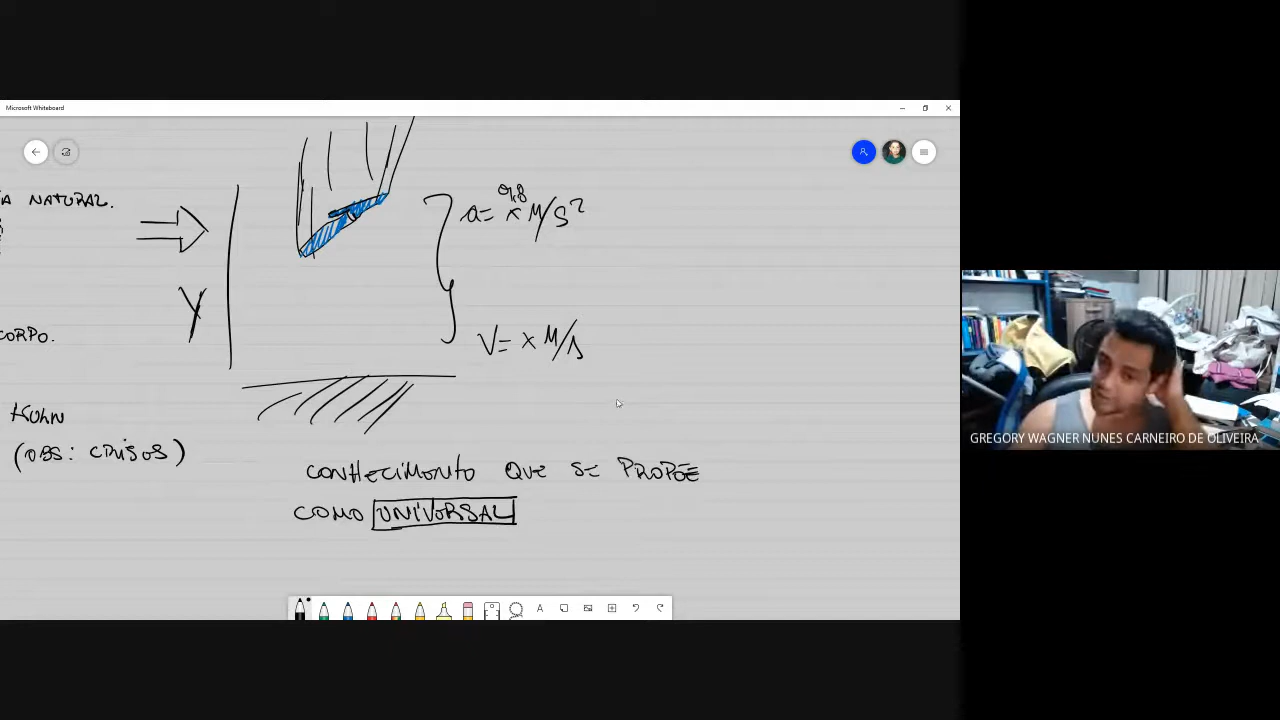 Microsoft Whiteboard
A NATURAL.
a = 9,8
x M/S²
Y
V = x M/s
CORPO.
KUHN
(OBS: CRISES)
GREGORY WAGNER NUNES CARNEIRO DE OLIVEIRA
CONHECIMENTO QUE SE PROPÕE
COMO UNIVERSAL
A